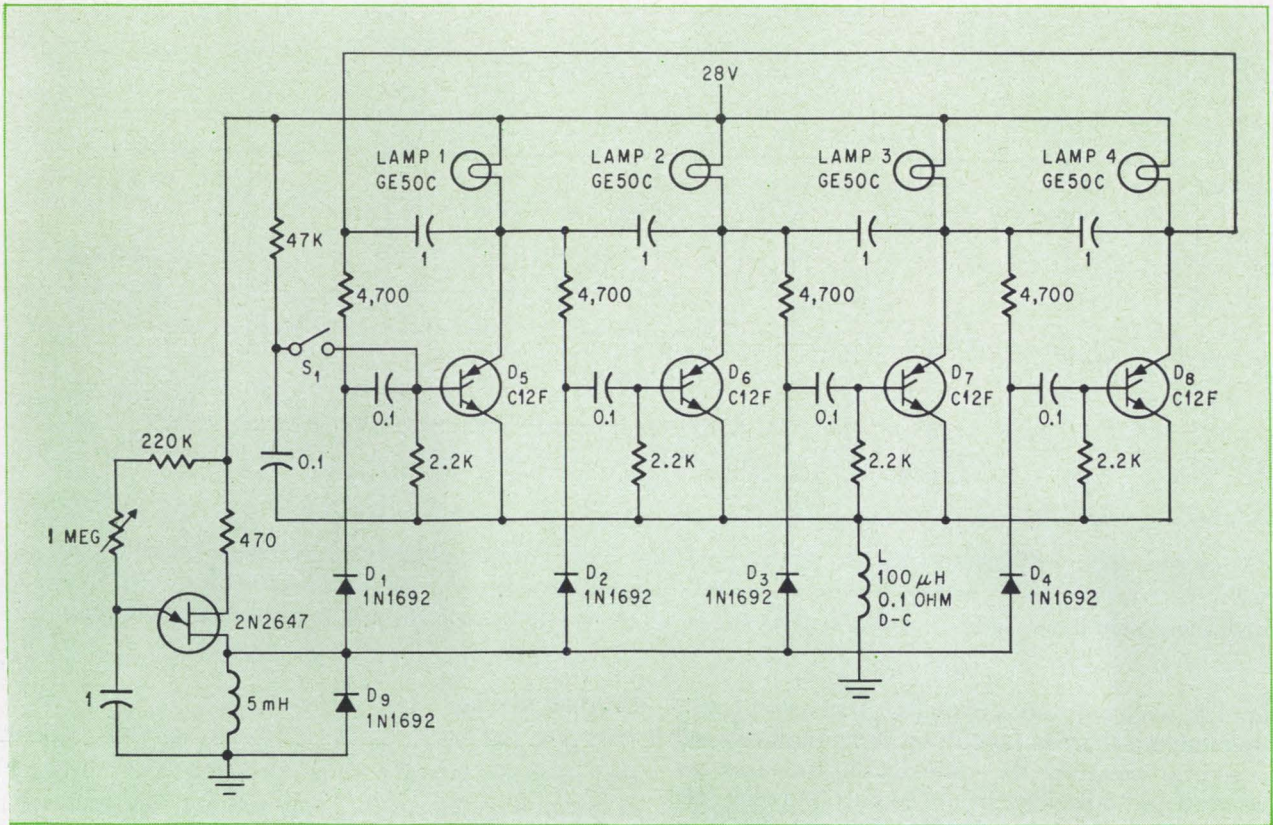 28V
LAMP 1
GE50C
LAMP 2
GE50C
LAMP 3
GE50C
LAMP 4
GE50C
47K
1
1
1
1
4,700
4,700
4,700
4,700
S1
D5
C12F
D6
C12F
D7
C12F
D8
C12F
0.1
0.1
0.1
0.1
220K
0.1
2.2K
2.2K
2.2K
2.2K
1 MEG
470
D1
1N1692
D2
1N1692
D3
1N1692
L
100 μH
0.1 OHM
D-C
D4
1N1692
2N2647
1
5mH
D9
1N1692